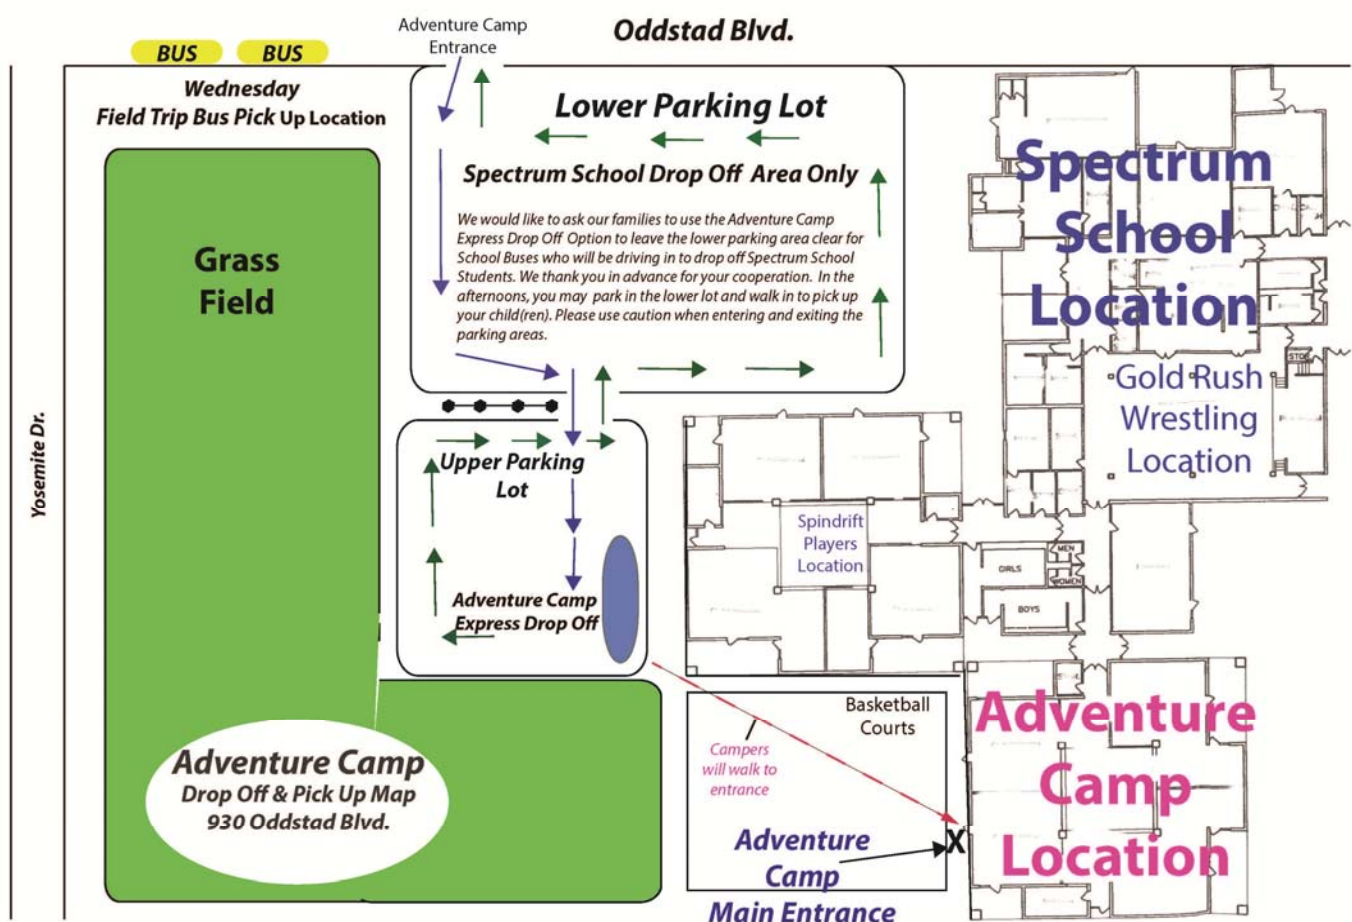 Adventure Camp
Entrance
Oddstad Blvd.
BUS
BUS
Wednesday
Field Trip Bus Pick Up Location
Lower Parking Lot
Spectrum School Drop Off Area Only
We would like to ask our families to use the Adventure Camp
Express Drop Off Option to leave the lower parking area clear for
School Buses who will be driving in to drop off Spectrum School
Students. We thank you in advance for your cooperation. In the
afternoons, you may park in the lower lot and walk in to pick up
your child(ren). Please use caution when entering and exiting the
parking areas.
Spectrum
School
Location
Grass
Field
Gold Rush
Wrestling
Location
Yosemite Dr.
Upper Parking
Lot
Spindrift
Players
Location
MEN
WOMEN
GIRLS
BOYS
Adventure Camp
Express Drop Off
Basketball
Courts
Campers
will walk to
entrance
Adventure
Camp
Location
Adventure Camp
Drop Off & Pick Up Map
930 Oddstad Blvd.
X
Adventure
Camp
Main Entrance